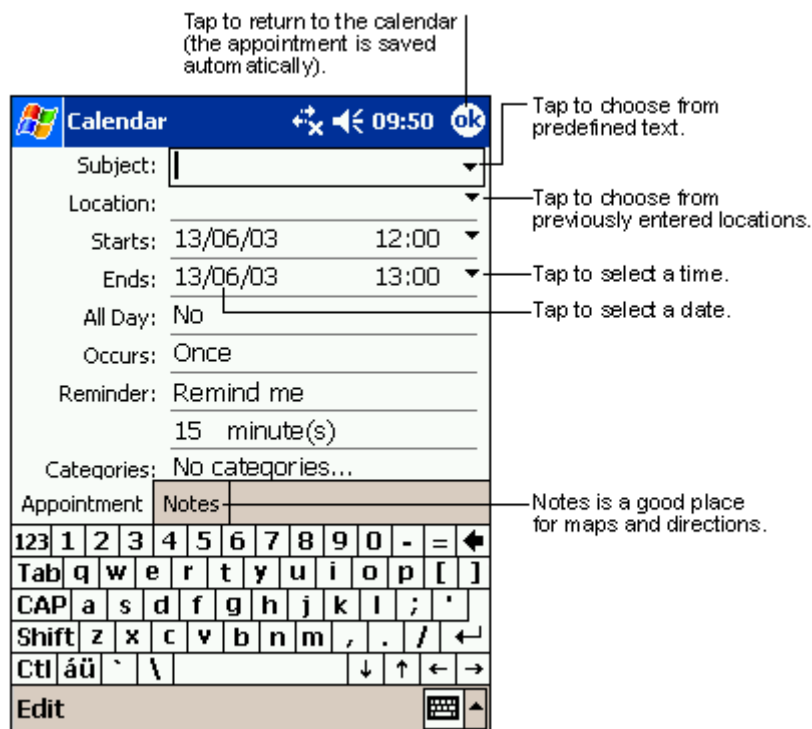 Tap to return to the calendar
(the appointment is saved
automatically).
Calendar 09:50 ok
Tap to choose from
predefined text.
Subject:
Location:
Tap to choose from
previously entered locations.
Starts: 13/06/03 12:00
Ends: 13/06/03 13:00
Tap to select a time.
Tap to select a date.
All Day: No
Occurs: Once
Reminder: Remind me
15 minute(s)
Categories: No categories...
Appointment Notes
Notes is a good place
for maps and directions.
123 1 2 3 4 5 6 7 8 9 0 - = 🡄
Tab q w e r t y u i o p [ ]
CAP a s d f g h j k l ; '
Shift z x c v b n m , . / ↵
Ctl áü ` \ ↓ ↑ ← →
Edit